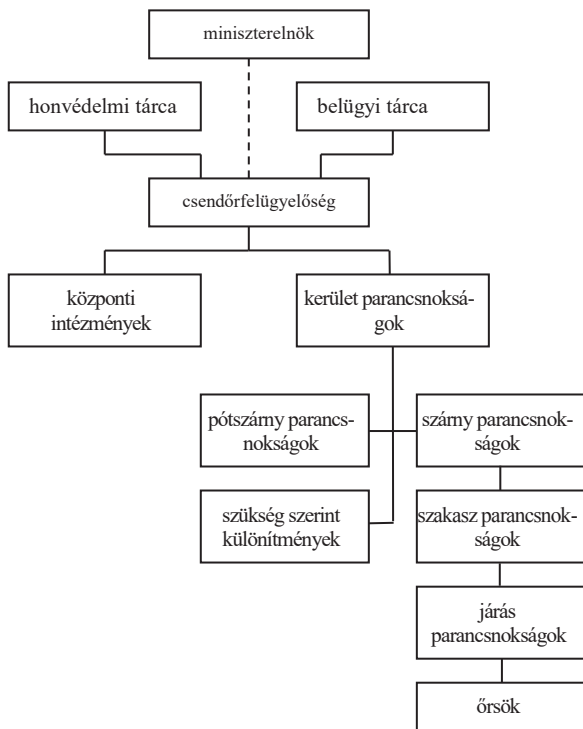 miniszterelnök
honvédelmi tárca
belügyi tárca
csendőrfelügyelőség
központi
intézmények
kerület parancsnoksá-
gok
pótszárny parancs-
nokságok
szárny parancsnok-
ságok
szükség szerint
különítmények
szakasz parancsnok-
ságok
járás
parancsnokságok
őrsök